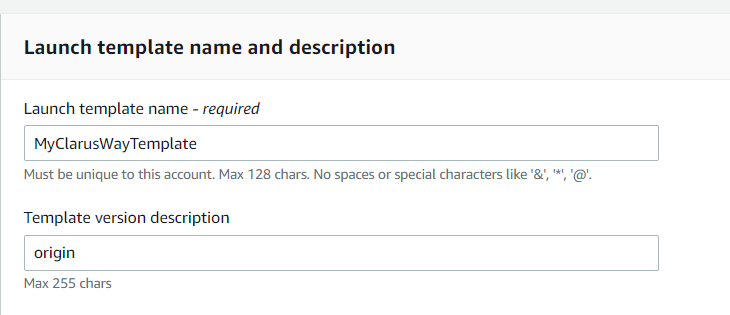 Launch template name and description
Launch template name - required
MyClarusWayTemplate
Must be unique to this account. Max 128 chars. No spaces or special characters like '&', '*', '@'.
Template version description
origin
Max 255 chars